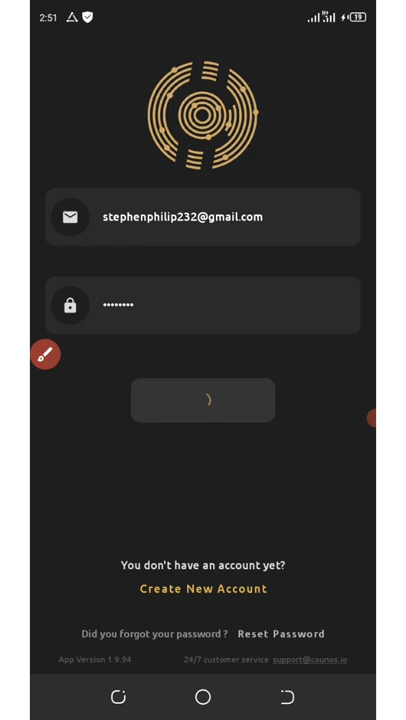 2:51
H+
19
stephenphilip232@gmail.com
••••••••
You don't have an account yet?
Create New Account
Did you forgot your password ? Reset Password
App Version 1.9.94
24/7 customer service support@counos.io